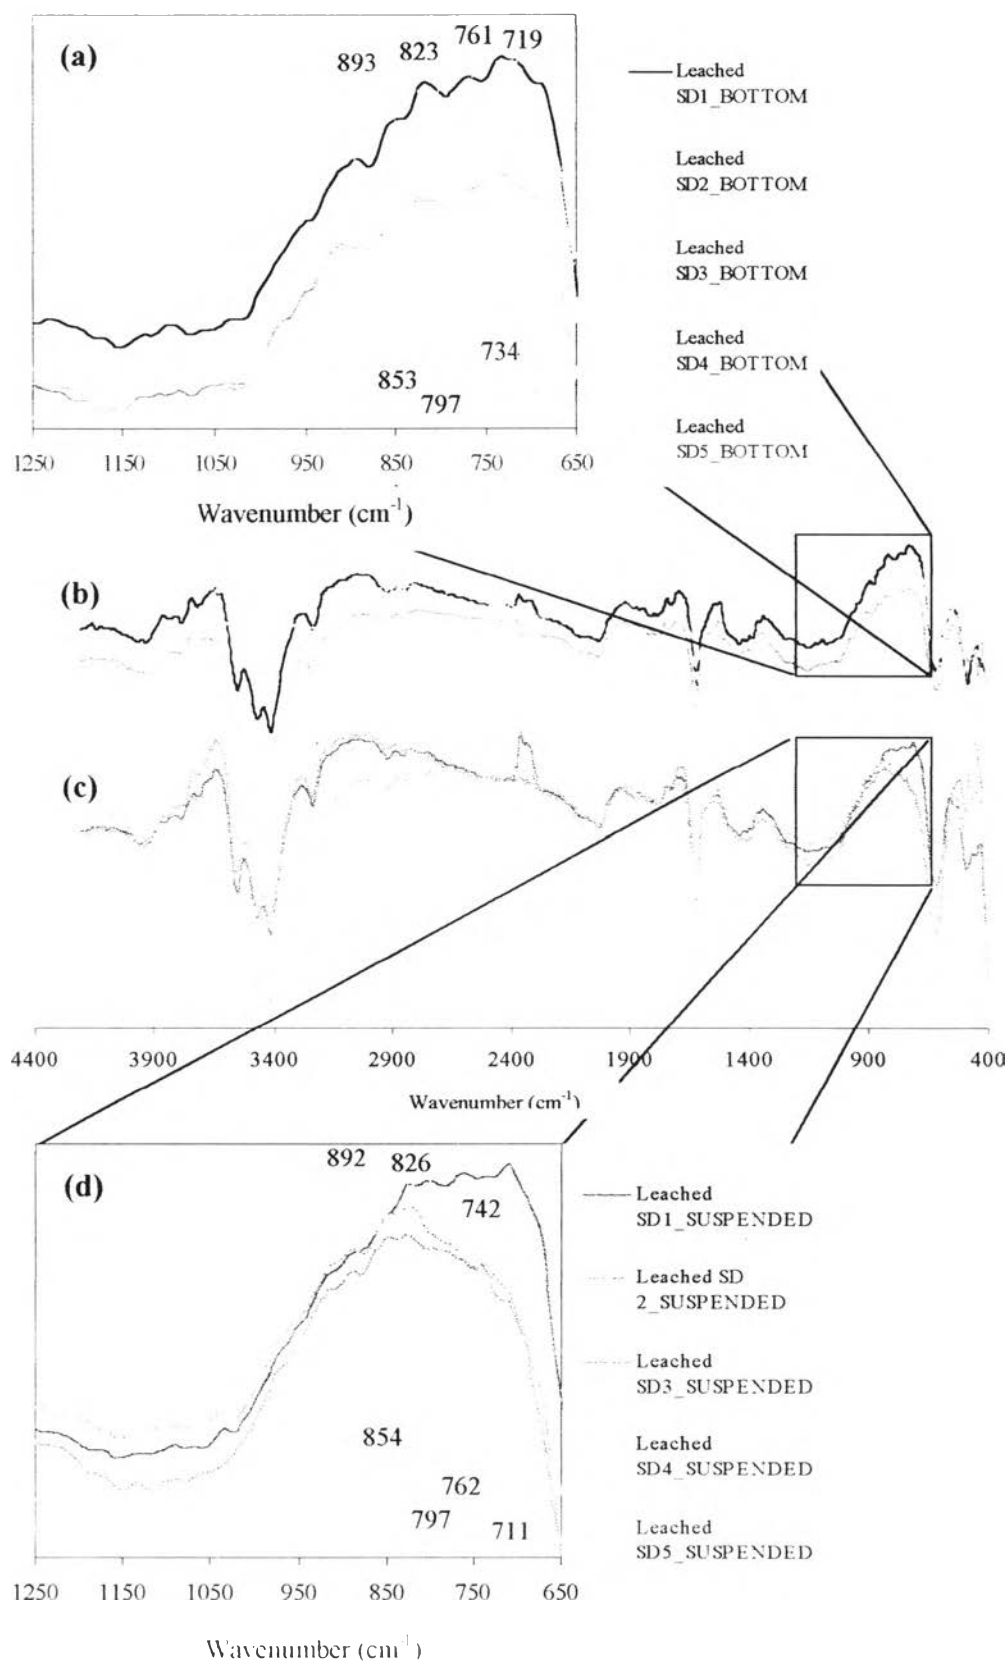 (a)
893
823
761
719
734
853
797
1250 1150 1050 950 850 750 650
Wavenumber (cm⁻¹)
Leached
SD1_BOTTOM
Leached
SD2_BOTTOM
Leached
SD3_BOTTOM
Leached
SD4_BOTTOM
Leached
SD5_BOTTOM
(b)
(c)
4400 3900 3400 2900 2400 1900 1400 900 400
Wavenumber (cm⁻¹)
(d)
892
826
742
854
762
797
711
1250 1150 1050 950 850 750 650
Wavenumber (cm⁻¹)
Leached
SD1_SUSPENDED
Leached SD
2_SUSPENDED
Leached
SD3_SUSPENDED
Leached
SD4_SUSPENDED
Leached
SD5_SUSPENDED